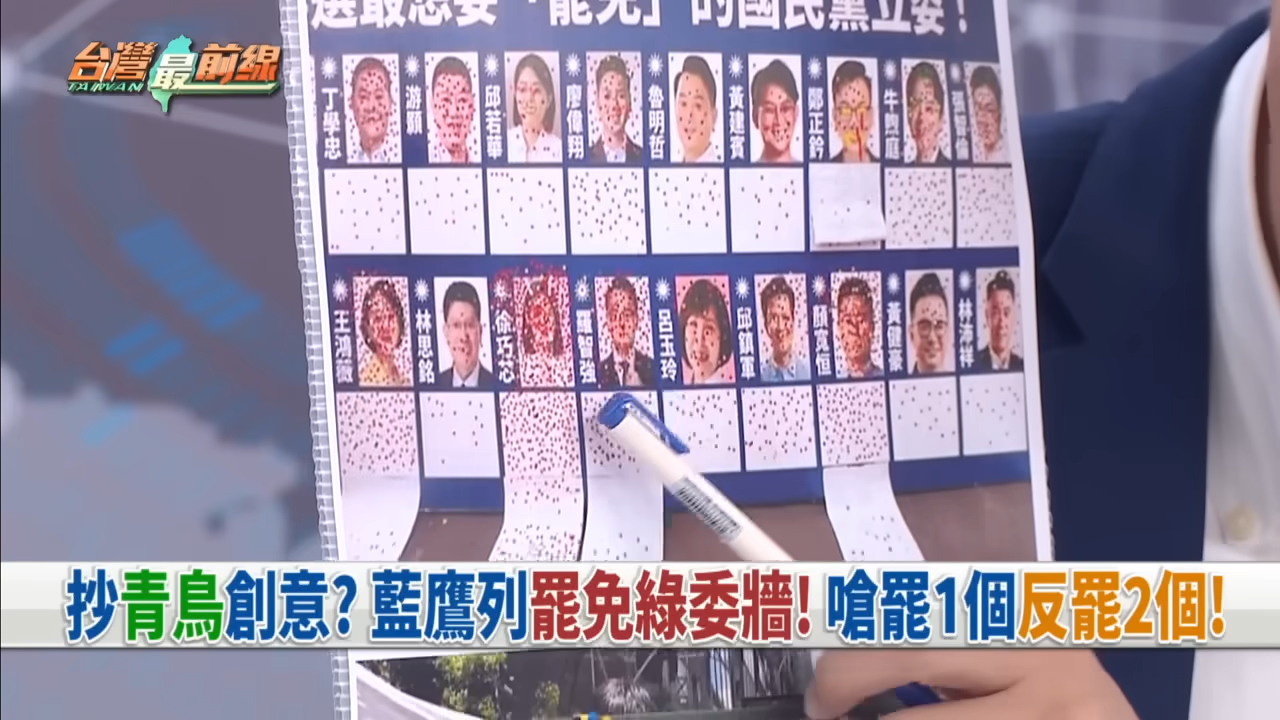 選最想要「罷免」的國民黨立委！
台灣最前線
TAIWAN
丁學忠
游顥
邱若華
廖偉翔
魯明哲
黃建賓
鄭正鈐
牛煦庭
張智倫
王鴻薇
林思銘
徐巧芯
羅智強
呂玉玲
邱鎮軍
顏寬恒
黃健豪
林沛祥
抄青鳥創意? 藍鷹列罷免綠委牆! 嗆罷1個反罷2個!